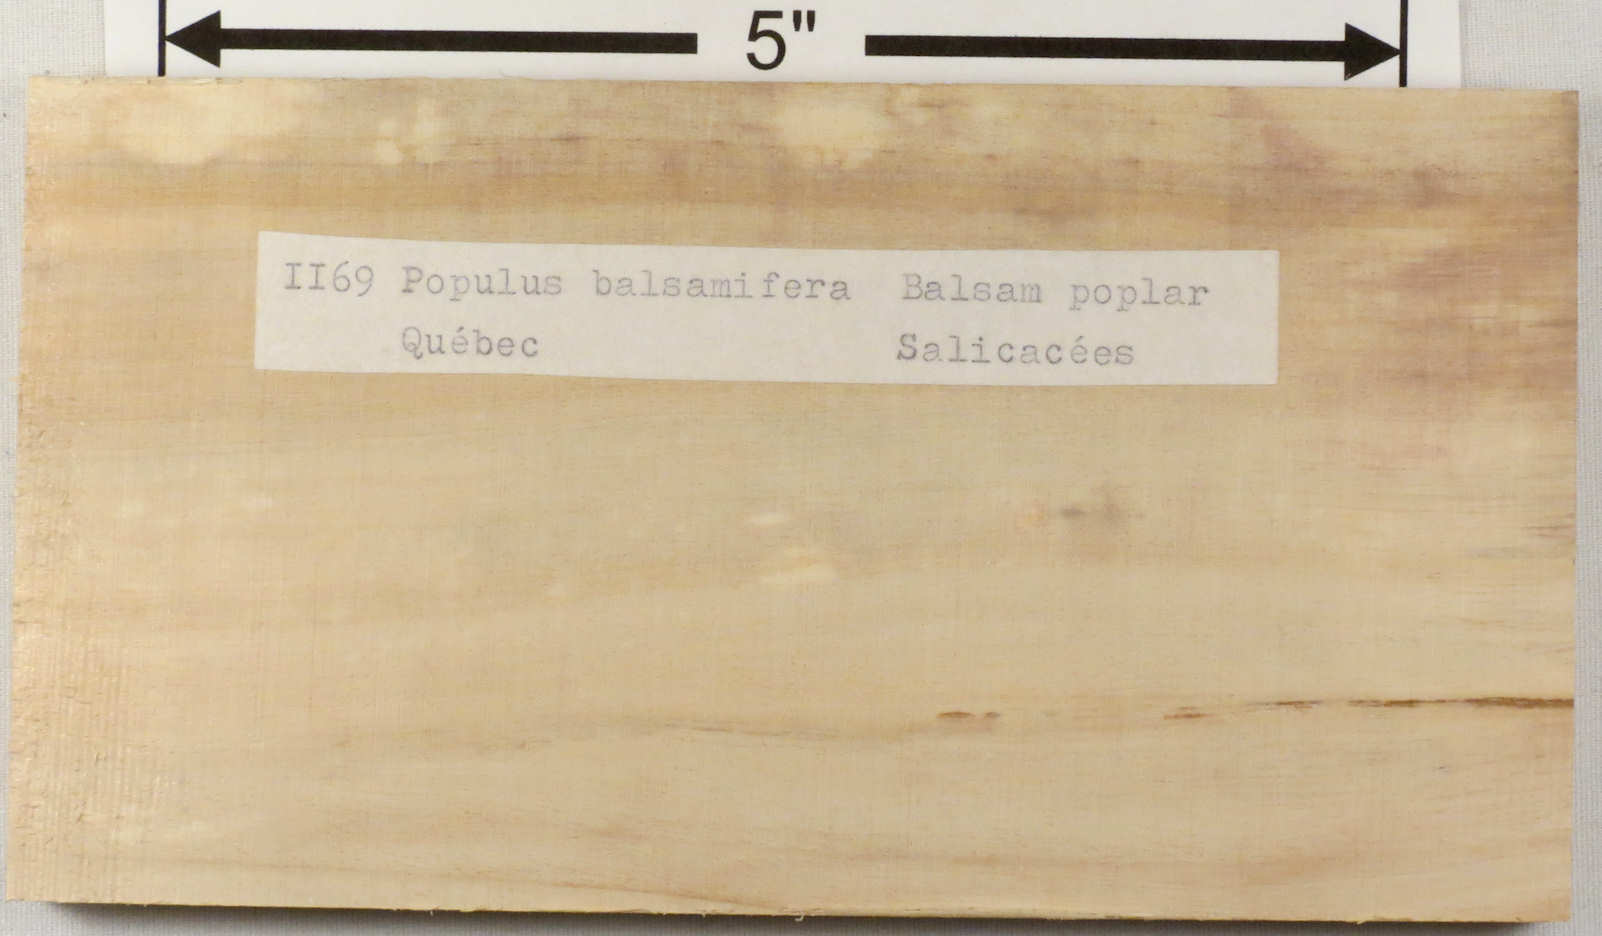 5"
II69 Populus balsamifera Balsam poplar
Québec Salicacées